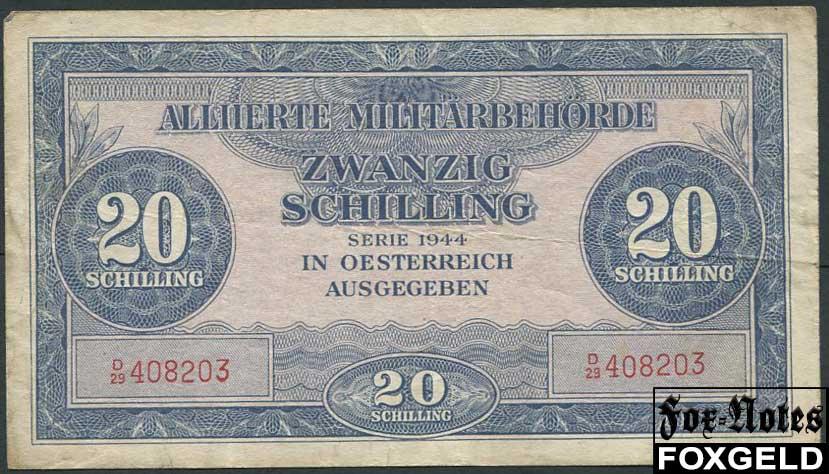 ALLIIERTE MILITÄRBEHÖRDE
ZWANZIG
SCHILLING
SERIE 1944
IN OESTERREICH
AUSGEGEBEN
20
SCHILLING
20
SCHILLING
D/29 408203
20
SCHILLING
D/29 408203
Fox-Notes
FOXGELD